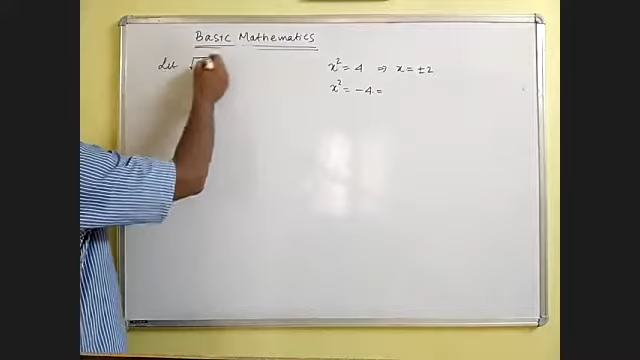 Basic Mathematics
Let √
x² = 4 ⇒ x = ±2
x² = -4 =